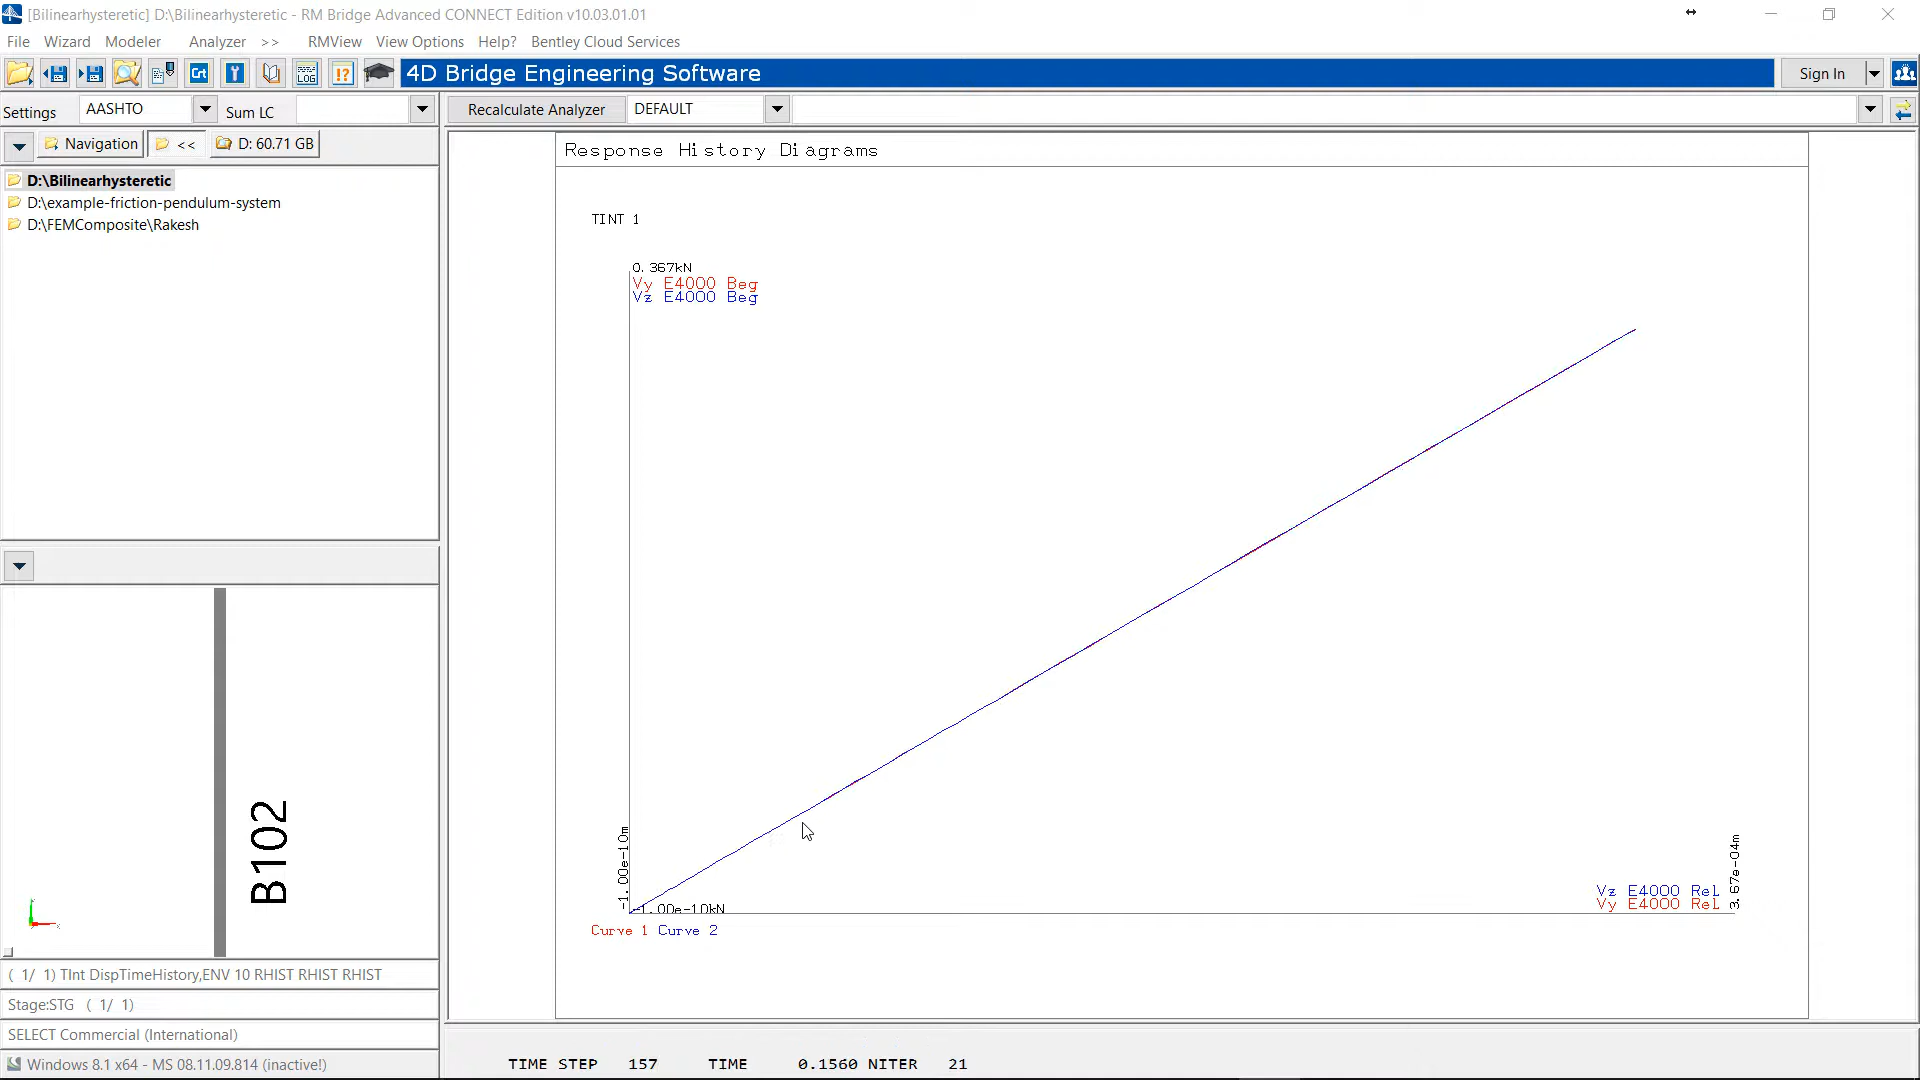 [Bilinearhysteretic] D:\Bilinearhysteretic - RM Bridge Advanced CONNECT Edition v10.03.01.01
File Wizard Modeler Analyzer >> RMView View Options Help? Bentley Cloud Services
Crt LOG !? 4D Bridge Engineering Software Sign In
Settings AASHTO Sum LC Recalculate Analyzer DEFAULT
Navigation << D: 60.71 GB
D:\Bilinearhysteretic
D:\example-friction-pendulum-system
D:\FEMComposite\Rakesh
Response History Diagrams
TINT 1
0.367kN
Vy E4000 Beg
Vz E4000 Beg
-1.00e-10m
-1.00e-10kN
Vz E4000 Rel
Vy E4000 Rel
3.67e-04m
Curve 1 Curve 2
B102
( 1/ 1) TInt DispTimeHistory,ENV 10 RHIST RHIST RHIST
Stage:STG ( 1/ 1)
SELECT Commercial (International)
Windows 8.1 x64 - MS 08.11.09.814 (inactive!)
TIME STEP 157 TIME 0.1560 NITER 21